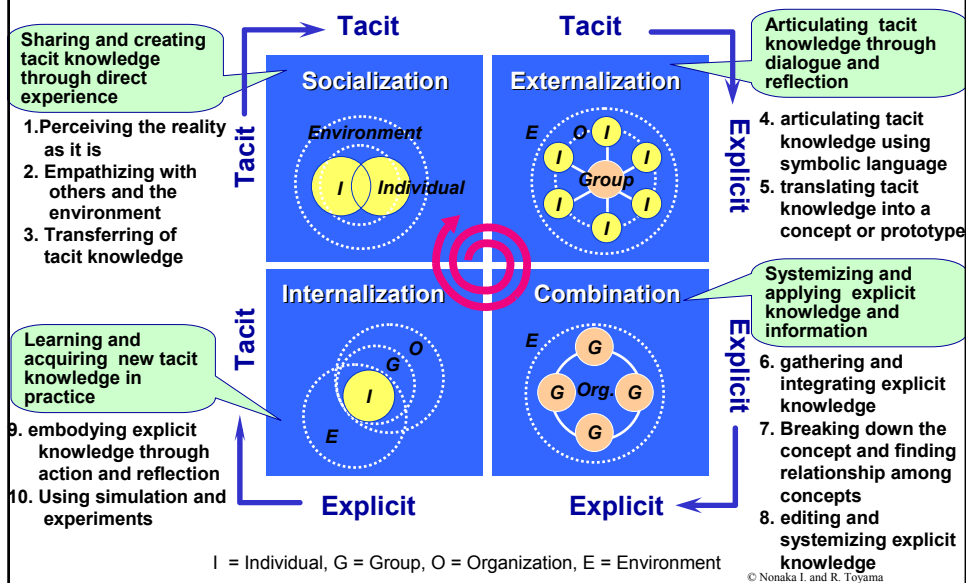 Tacit
Tacit
Sharing and creating
tacit knowledge
through direct
experience
Articulating tacit
knowledge through
dialogue and
reflection
Socialization
Externalization
1.Perceiving the reality
as it is
2. Empathizing with
others and the
environment
3. Transferring of
tacit knowledge
Tacit
Environment
I
Individual
E
O
I
I
I
Group
I
I
I
Explicit
4. articulating tacit
knowledge using
symbolic language
5. translating tacit
knowledge into a
concept or prototype
Internalization
Combination
Systemizing and
applying explicit
knowledge and
information
Learning and
acquiring new tacit
knowledge in
practice
Tacit
O
G
I
E
E
G
G
Org.
G
G
Explicit
6. gathering and
integrating explicit
knowledge
7. Breaking down the
concept and finding
relationship among
concepts
8. editing and
systemizing explicit
knowledge
9. embodying explicit
knowledge through
action and reflection
10. Using simulation and
experiments
Explicit
Explicit
I = Individual, G = Group, O = Organization, E = Environment
© Nonaka I. and R. Toyama